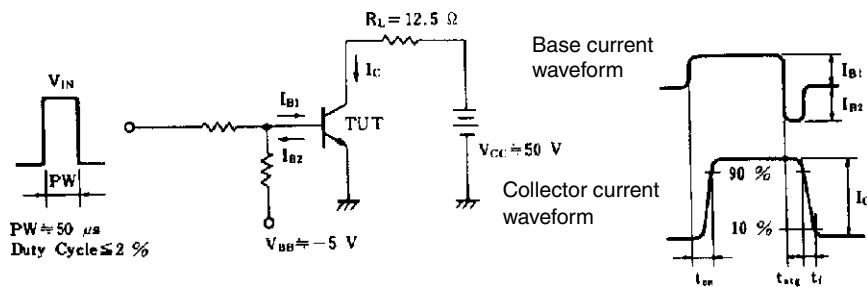 R_L = 12.5 Ω
V_IN
I_C
I_B1
TUT
I_B2
V_CC ≒ 50 V
PW
PW ≒ 50 μs
Duty Cycle ≦ 2 %
V_BB ≒ −5 V
Base current
waveform
I_B1
I_B2
Collector current
waveform
90 %
10 %
I_C
t_on
t_stg
t_f